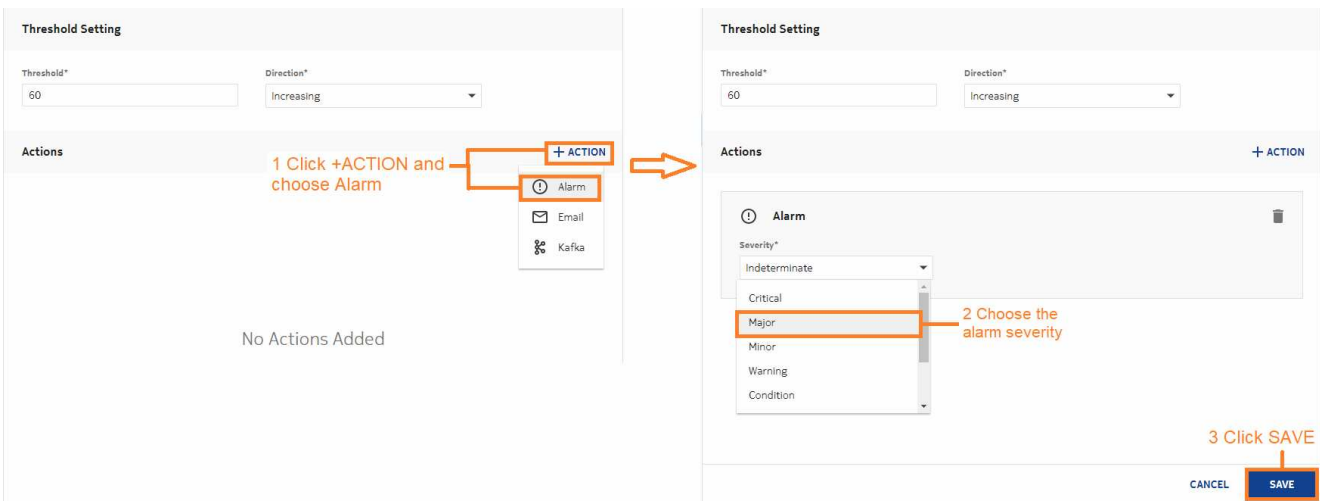 Threshold Setting
Threshold*
Direction*
60
Increasing
Actions
+ ACTION
1 Click +ACTION and
choose Alarm
Alarm
Email
Kafka
No Actions Added
Threshold Setting
Threshold*
Direction*
60
Increasing
Actions
+ ACTION
Alarm
Severity*
Indeterminate
Critical
Major
Minor
Warning
Condition
2 Choose the
alarm severity
3 Click SAVE
CANCEL
SAVE